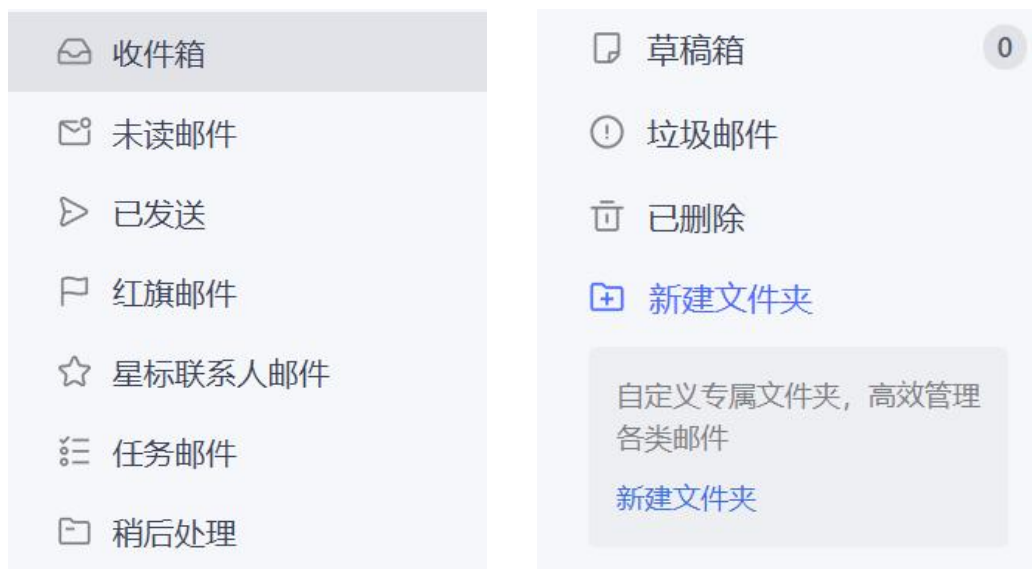 收件箱
未读邮件
已发送
红旗邮件
星标联系人邮件
任务邮件
稍后处理
草稿箱 0
垃圾邮件
已删除
新建文件夹
自定义专属文件夹，高效管理
各类邮件
新建文件夹